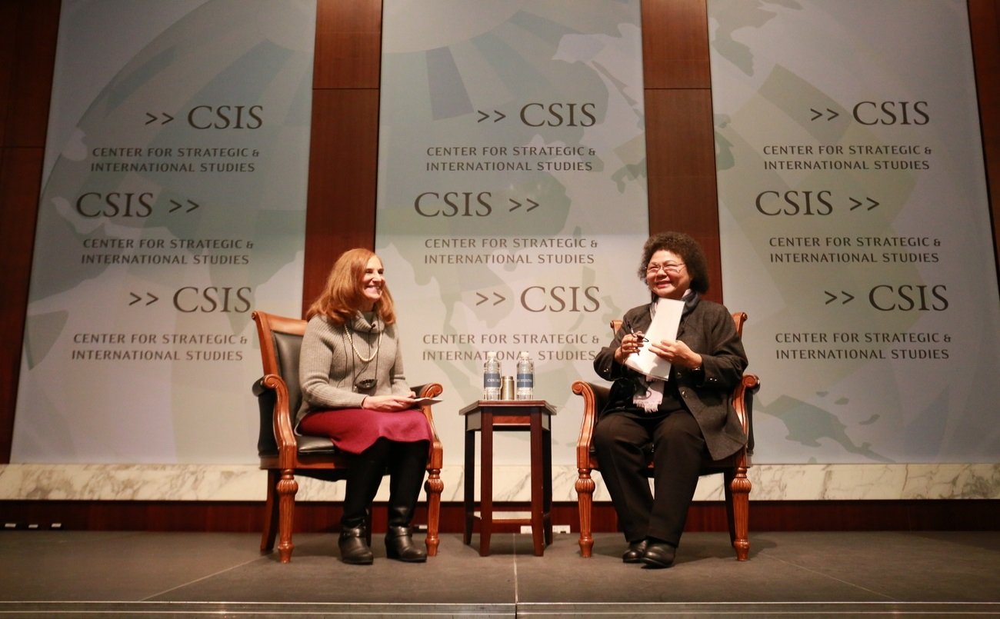 >> CSIS
CENTER FOR STRATEGIC &
INTERNATIONAL STUDIES
CSIS >>
CENTER FOR STRATEGIC &
INTERNATIONAL STUDIES
>> CSIS
CENTER FOR STRATEGIC &
INTERNATIONAL STUDIES
>> CSIS
CENTER FOR STRATEGIC &
INTERNATIONAL STUDIES
CSIS >>
CENTER FOR STRATEGIC &
INTERNATIONAL STUDIES
>> CSIS
CENTER FOR STRATEGIC &
INTERNATIONAL STUDIES
>> CSIS
CENTER FOR STRATEGIC &
INTERNATIONAL STUDIES
CSIS >>
CENTER FOR STRATEGIC &
INTERNATIONAL STUDIES
>> CSIS
CENTER FOR STRATEGIC &
INTERNATIONAL STUDIES